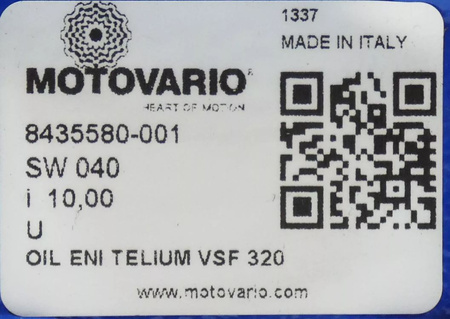 1337
MADE IN ITALY
MOTOVARIO®
HEART OF MOTION
8435580-001
SW 040
i 10,00
U
OIL ENI TELIUM VSF 320
www.motovario.com